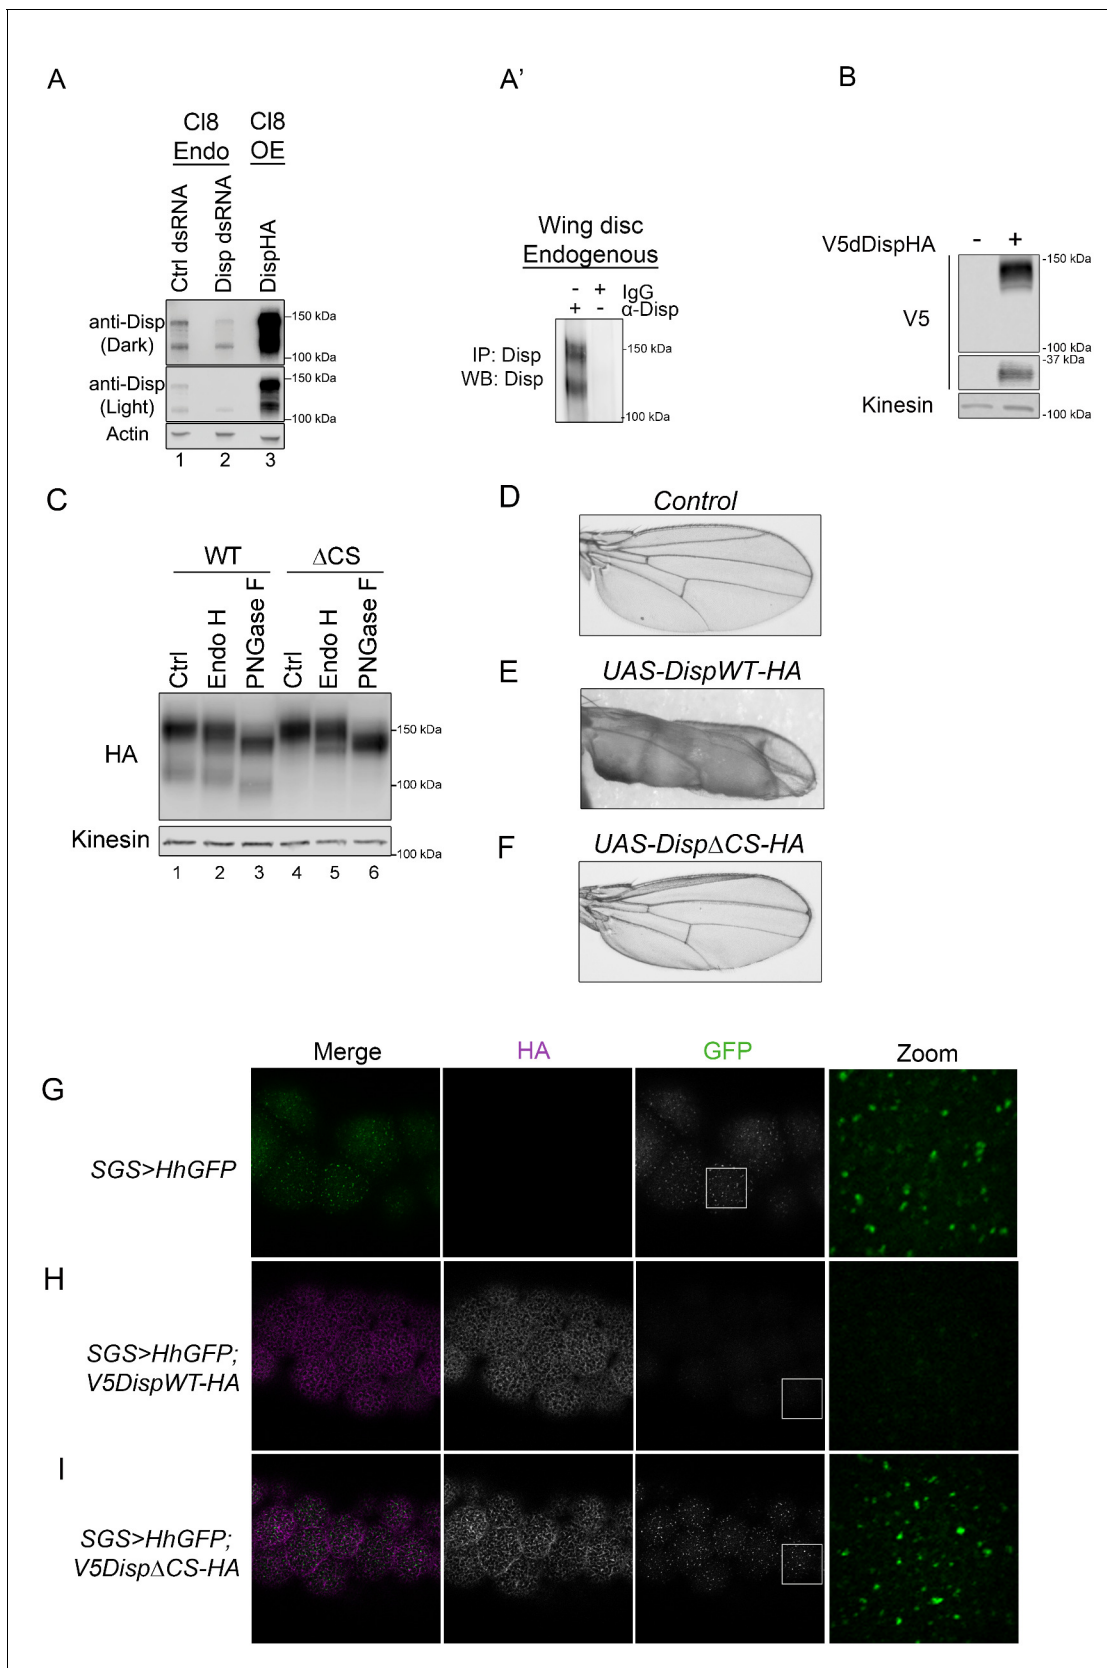 A
Cl8
Endo
Cl8
OE
Ctrl dsRNA
Disp dsRNA
DispHA
anti-Disp
(Dark)
150 kDa
100 kDa
anti-Disp
(Light)
150 kDa
100 kDa
Actin
1 2 3
A'
Wing disc
Endogenous
- + IgG
+ - α-Disp
IP: Disp
WB: Disp
-150 kDa
-100 kDa
B
V5dDispHA - +
V5
-150 kDa
-100 kDa
-37 kDa
Kinesin
-100 kDa
C
WT ΔCS
Ctrl
Endo H
PNGase F
Ctrl
Endo H
PNGase F
HA
150 kDa
100 kDa
Kinesin
100 kDa
1 2 3 4 5 6
D
Control
E
UAS-DispWT-HA
F
UAS-DispΔCS-HA
Merge HA GFP Zoom
G
SGS>HhGFP
H
SGS>HhGFP;
V5DispWT-HA
I
SGS>HhGFP;
V5DispΔCS-HA